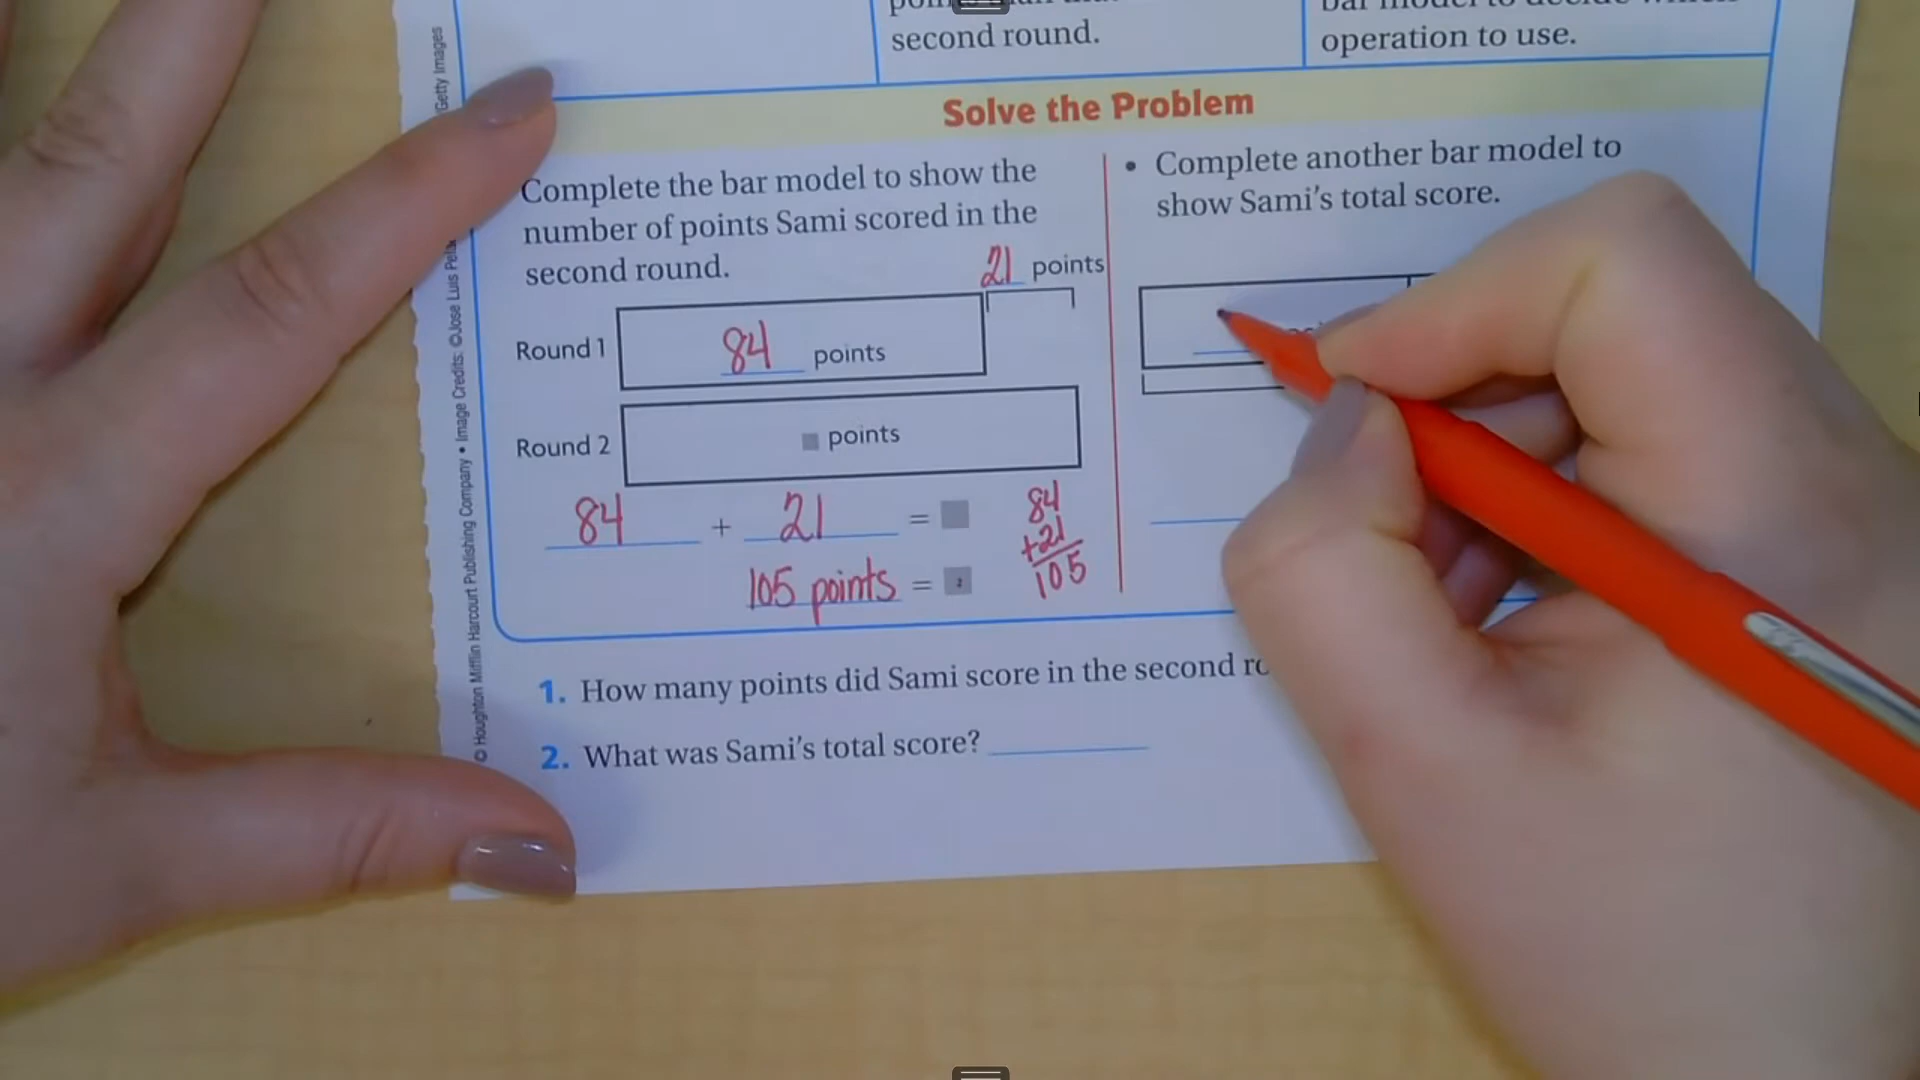 second round.
operation to use.
Solve the Problem
Complete the bar model to show the
number of points Sami scored in the
second round.
21 points
Round 1
84 points
Round 2
points
84 + 21 =
105 points =
84
+21
105
• Complete another bar model to
show Sami's total score.
1. How many points did Sami score in the second
2. What was Sami's total score?
© Houghton Mifflin Harcourt Publishing Company • Image Credits: ©Jose Luis
Getty Images